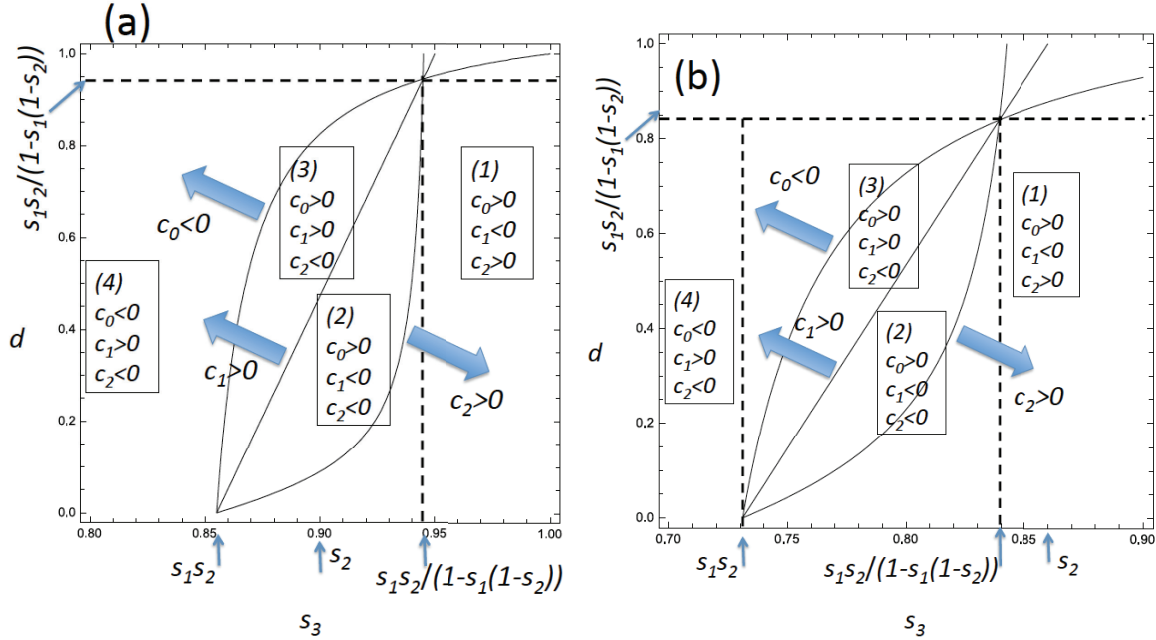 (a)
s₁s₂/(1-s₁(1-s₂))
d
1.0
0.8
0.6
0.4
0.2
0.0
0.80
0.90
0.95
1.00
(3)
c₀>0
c₁>0
c₂<0
(1)
c₀>0
c₁<0
c₂>0
c₀<0
(4)
c₀<0
c₁>0
c₂<0
(2)
c₀>0
c₁<0
c₂<0
c₁>0
c₂>0
s₁s₂
s₂
s₁s₂/(1-s₁(1-s₂))
s₃
(b)
s₁s₂/(1-s₁(1-s₂))
d
1.0
0.8
0.6
0.4
0.2
0.0
0.70
0.75
0.80
0.85
0.90
c₀<0
(3)
c₀>0
c₁>0
c₂<0
(1)
c₀>0
c₁<0
c₂>0
(4)
c₀<0
c₁>0
c₂<0
c₁>0
(2)
c₀>0
c₁<0
c₂<0
c₂>0
s₁s₂
s₁s₂/(1-s₁(1-s₂))
s₂
s₃